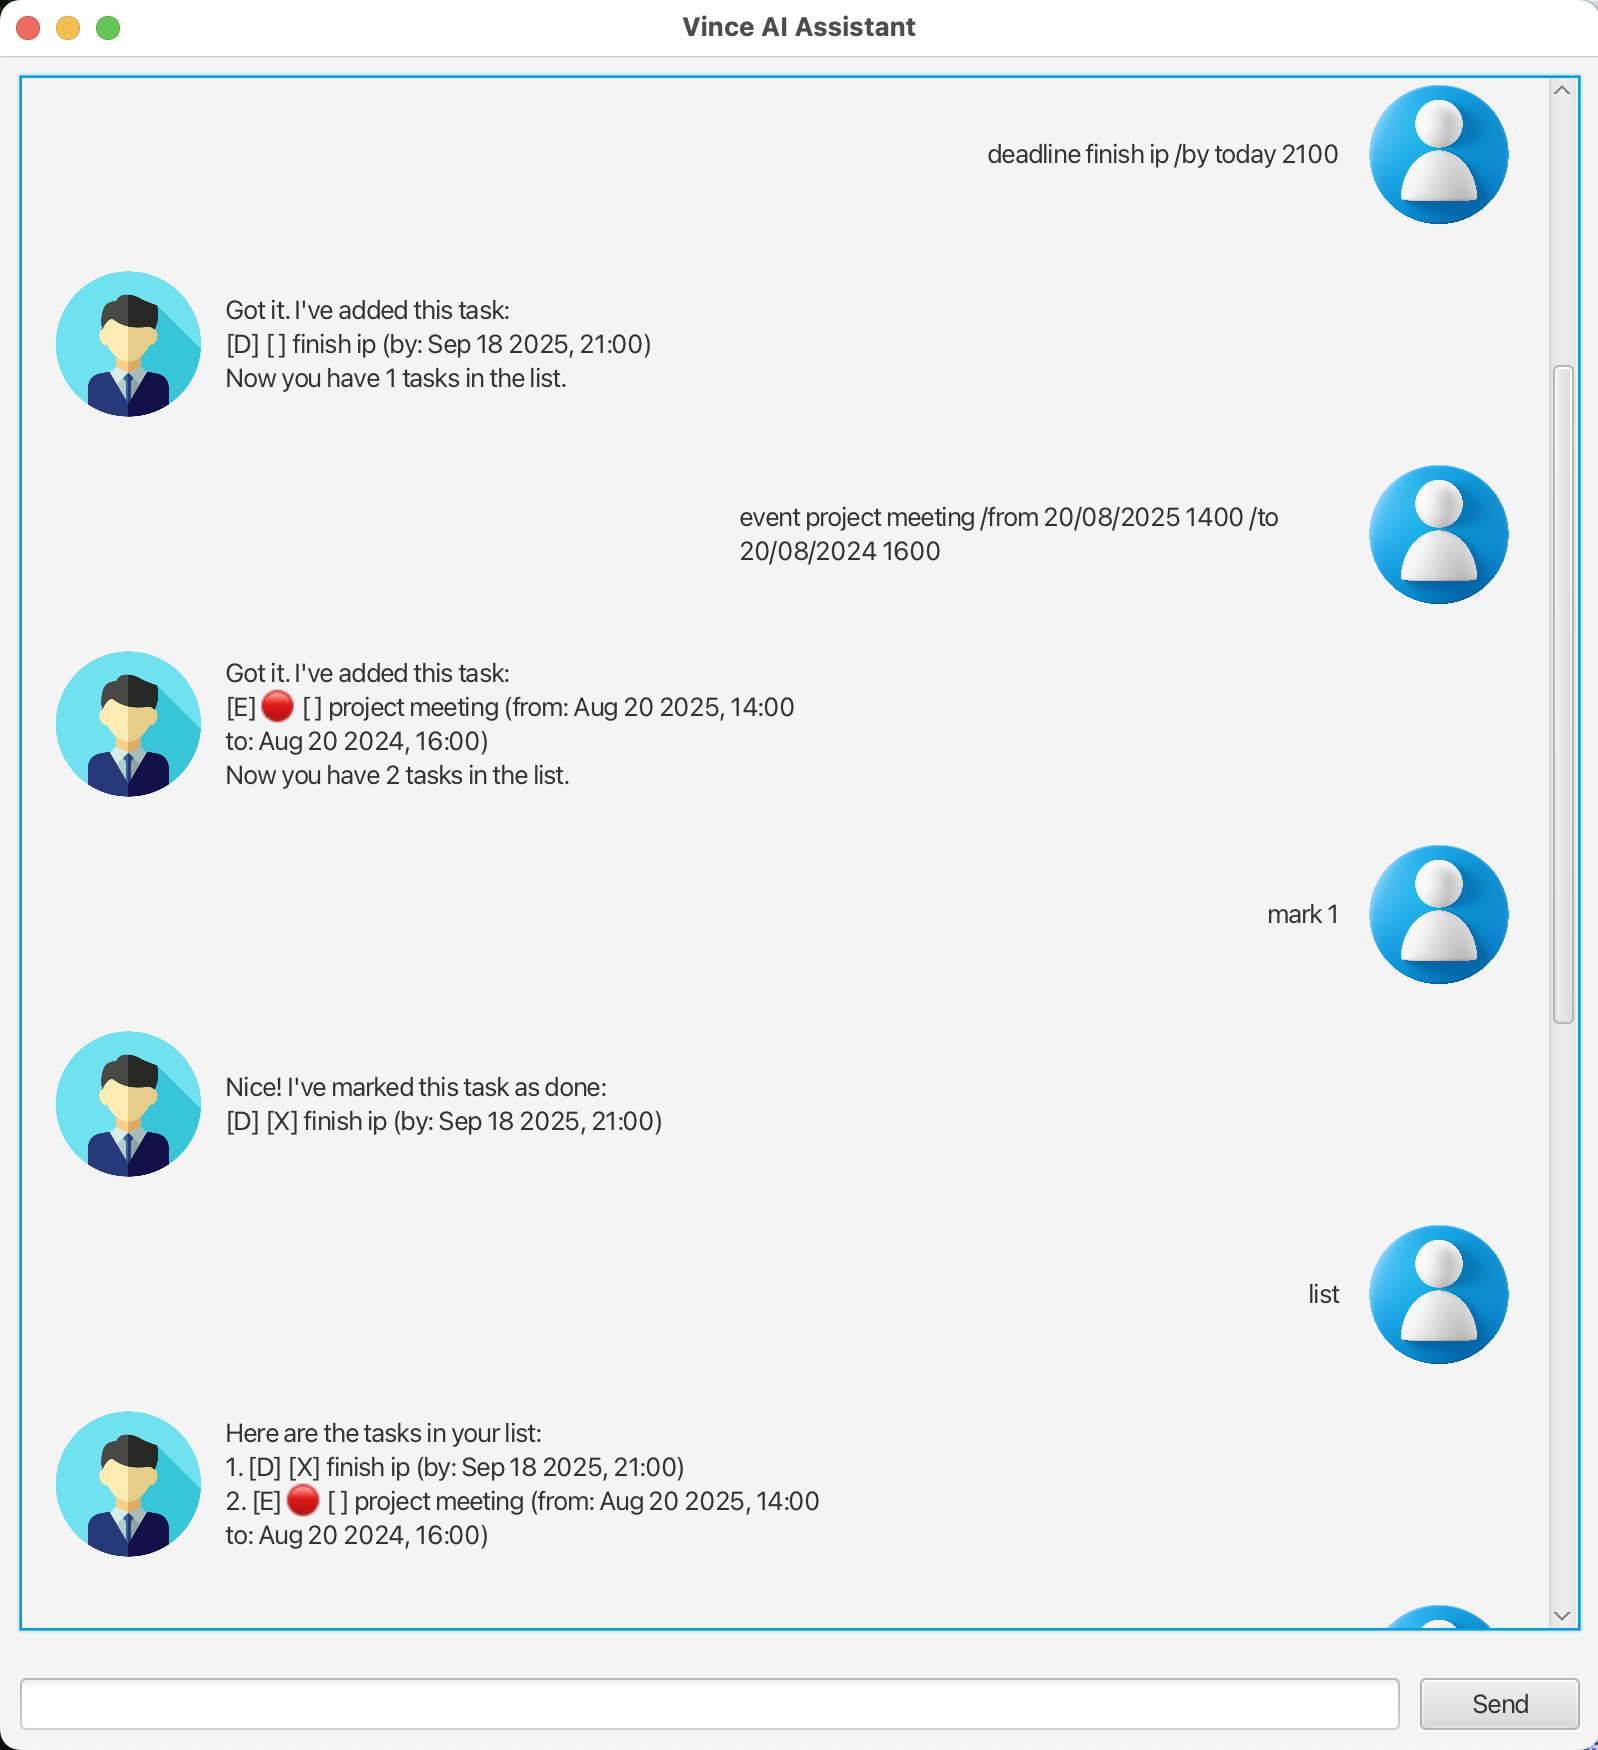 Vince AI Assistant
deadline finish ip /by today 2100
Got it. I've added this task:
[D] [ ] finish ip (by: Sep 18 2025, 21:00)
Now you have 1 tasks in the list.
event project meeting /from 20/08/2025 1400 /to
20/08/2024 1600
Got it. I've added this task:
[E] 🔴 [ ] project meeting (from: Aug 20 2025, 14:00
to: Aug 20 2024, 16:00)
Now you have 2 tasks in the list.
mark 1
Nice! I've marked this task as done:
[D] [X] finish ip (by: Sep 18 2025, 21:00)
list
Here are the tasks in your list:
1. [D] [X] finish ip (by: Sep 18 2025, 21:00)
2. [E] 🔴 [ ] project meeting (from: Aug 20 2025, 14:00
to: Aug 20 2024, 16:00)
Send